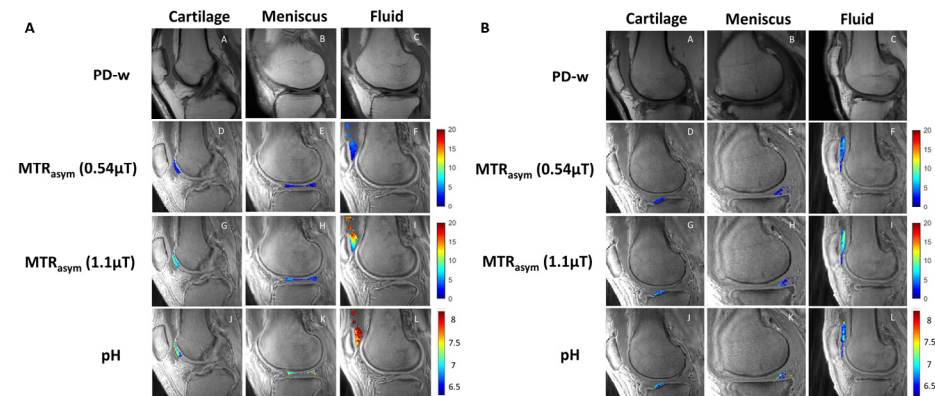 Cartilage Meniscus Fluid
A
A B C
PD-w
D E F
MTRasym (0.54μT)
20
15
10
5
0
G H I
MTRasym (1.1μT)
20
15
10
5
0
J K L
pH
8
7.5
7
6.5
Cartilage Meniscus Fluid
B
A B C
PD-w
D E F
MTRasym (0.54μT)
20
15
10
5
0
G H I
MTRasym (1.1μT)
20
15
10
5
0
J K L
pH
8
7.5
7
6.5